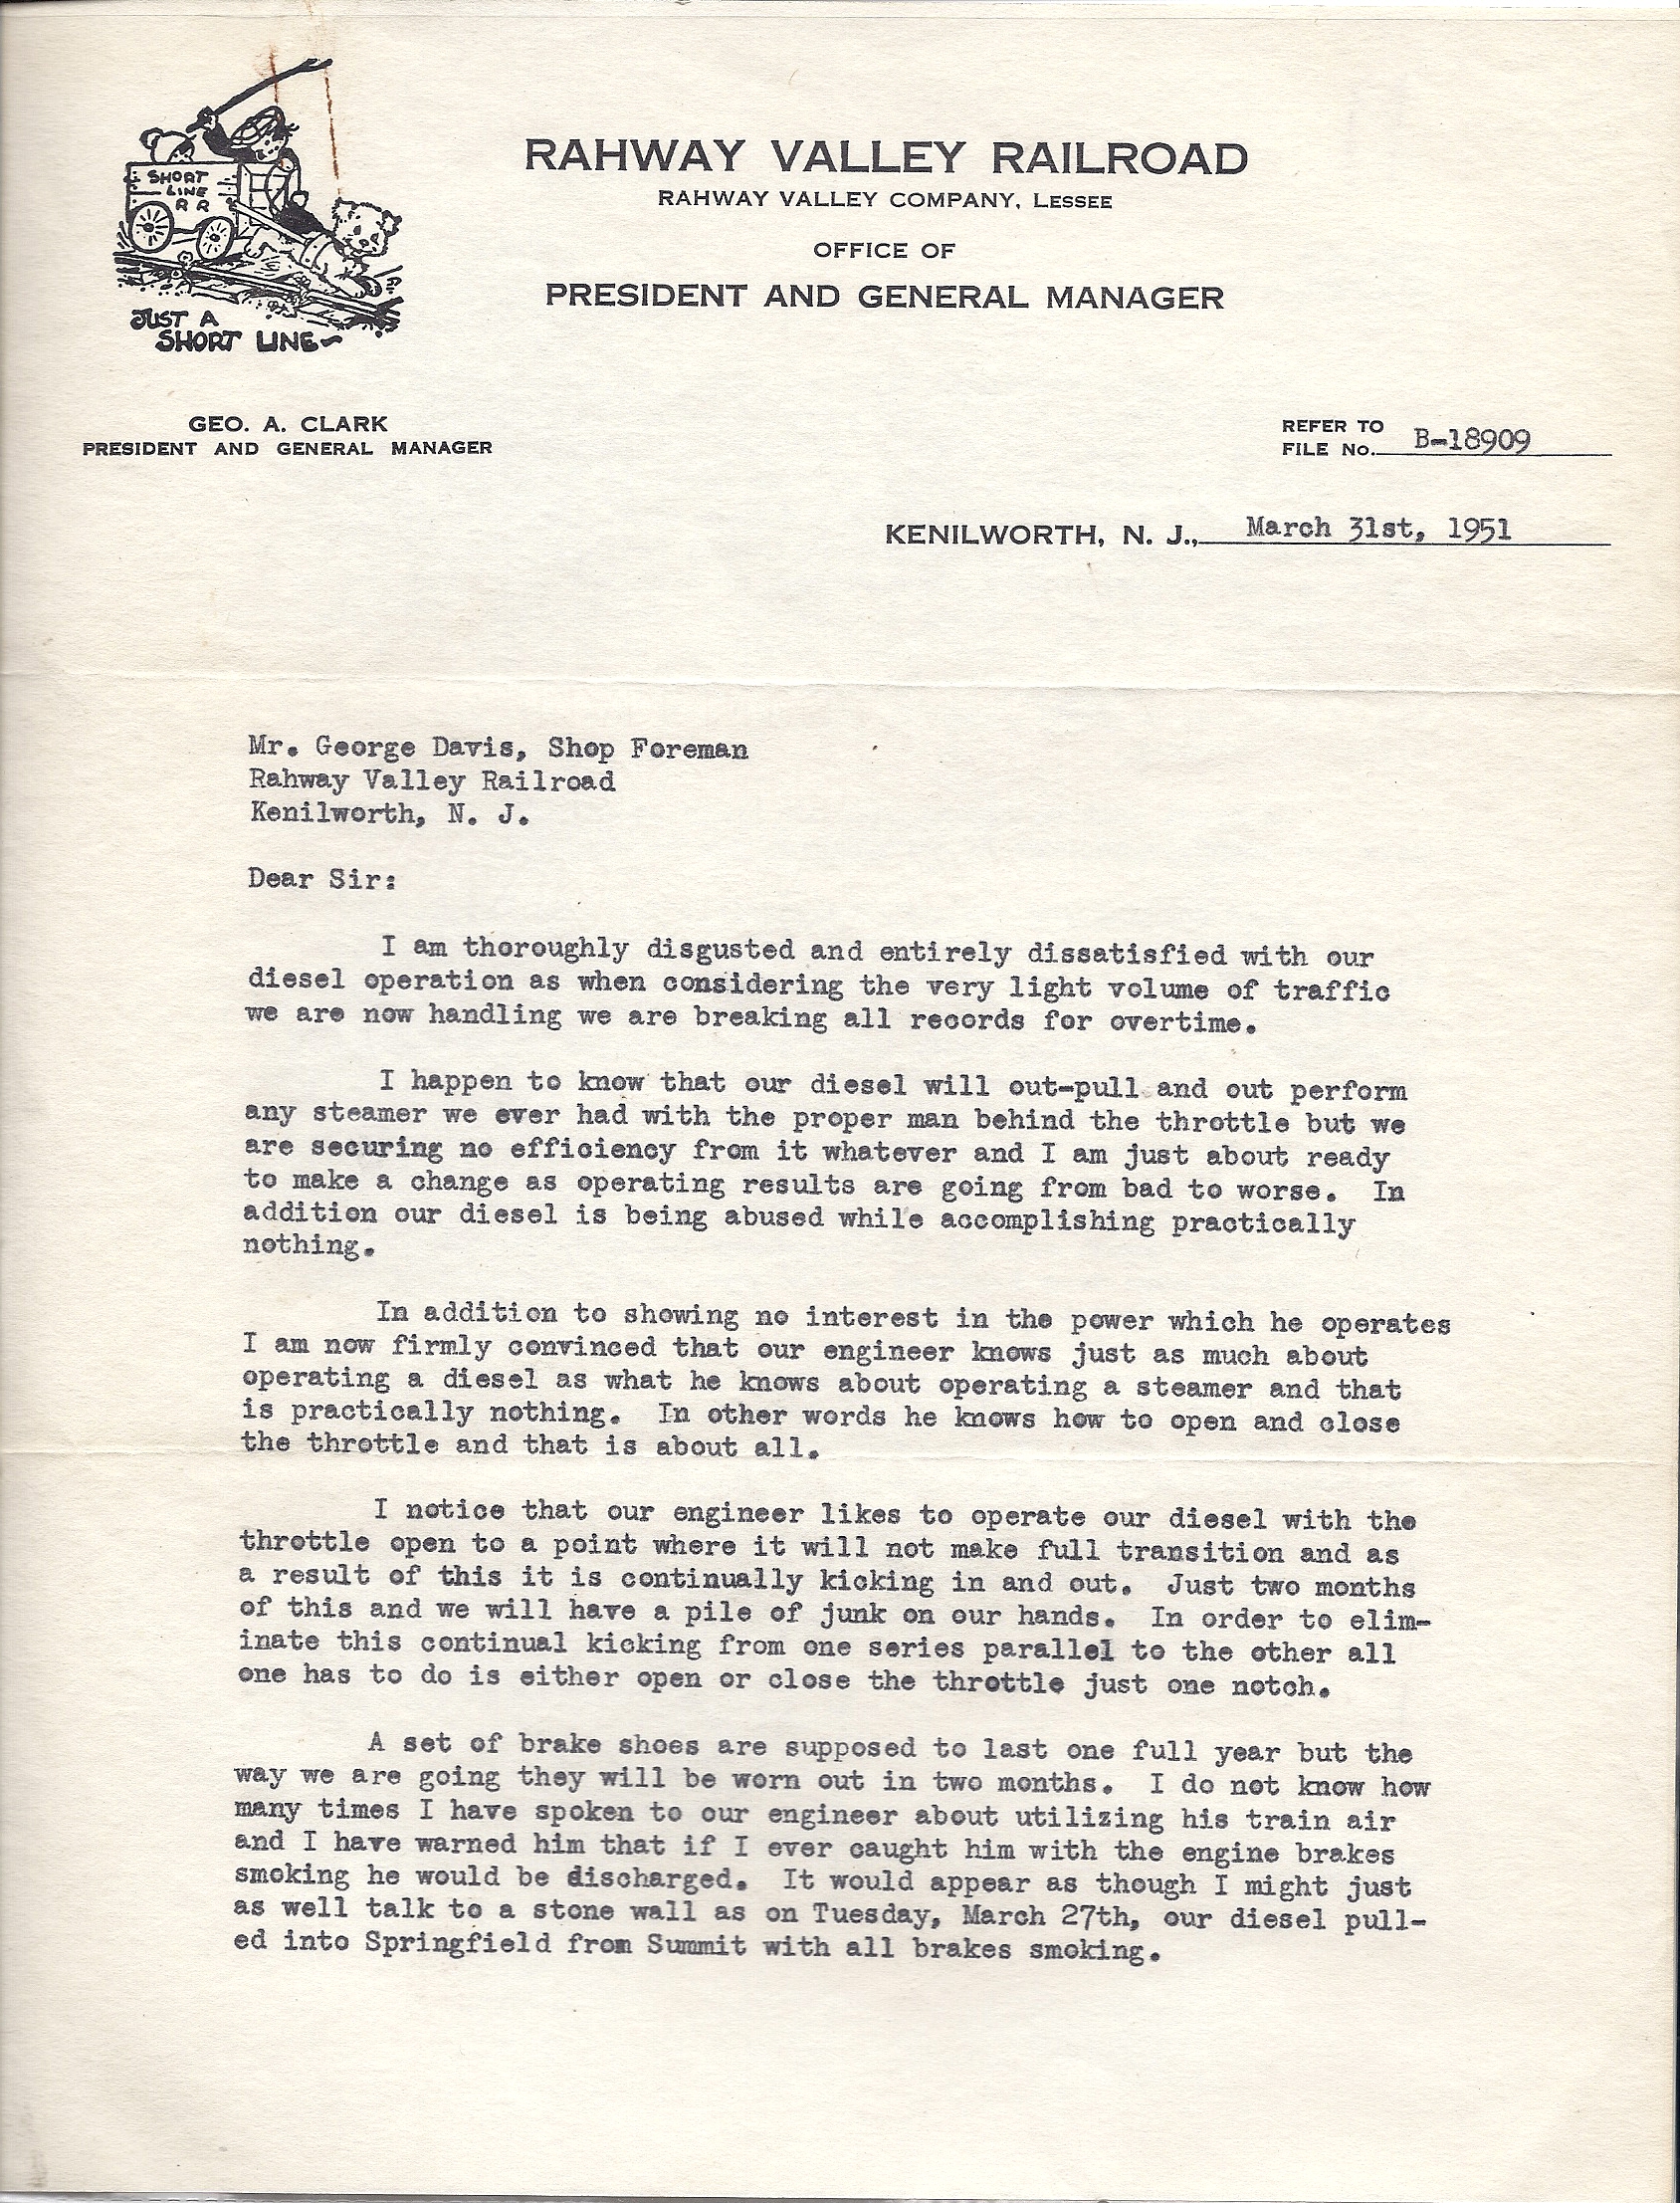 SHORT
LINE
R R
JUST A
SHORT LINE~
RAHWAY VALLEY RAILROAD
RAHWAY VALLEY COMPANY, LESSEE
OFFICE OF
PRESIDENT AND GENERAL MANAGER
GEO. A. CLARK
PRESIDENT AND GENERAL MANAGER
REFER TO
FILE No. B-18909
KENILWORTH, N. J., March 31st, 1951
Mr. George Davis, Shop Foreman
Rahway Valley Railroad
Kenilworth, N. J.
Dear Sir:
I am thoroughly disgusted and entirely dissatisfied with our
diesel operation as when considering the very light volume of traffic
we are now handling we are breaking all records for overtime.
I happen to know that our diesel will out-pull and out perform
any steamer we ever had with the proper man behind the throttle but we
are securing no efficiency from it whatever and I am just about ready
to make a change as operating results are going from bad to worse. In
addition our diesel is being abused while accomplishing practically
nothing.
In addition to showing no interest in the power which he operates
I am now firmly convinced that our engineer knows just as much about
operating a diesel as what he knows about operating a steamer and that
is practically nothing. In other words he knows how to open and close
the throttle and that is about all.
I notice that our engineer likes to operate our diesel with the
throttle open to a point where it will not make full transition and as
a result of this it is continually kicking in and out. Just two months
of this and we will have a pile of junk on our hands. In order to elim-
inate this continual kicking from one series parallel to the other all
one has to do is either open or close the throttle just one notch.
A set of brake shoes are supposed to last one full year but the
way we are going they will be worn out in two months. I do not know how
many times I have spoken to our engineer about utilizing his train air
and I have warned him that if I ever caught him with the engine brakes
smoking he would be discharged. It would appear as though I might just
as well talk to a stone wall as on Tuesday, March 27th, our diesel pull-
ed into Springfield from Summit with all brakes smoking.